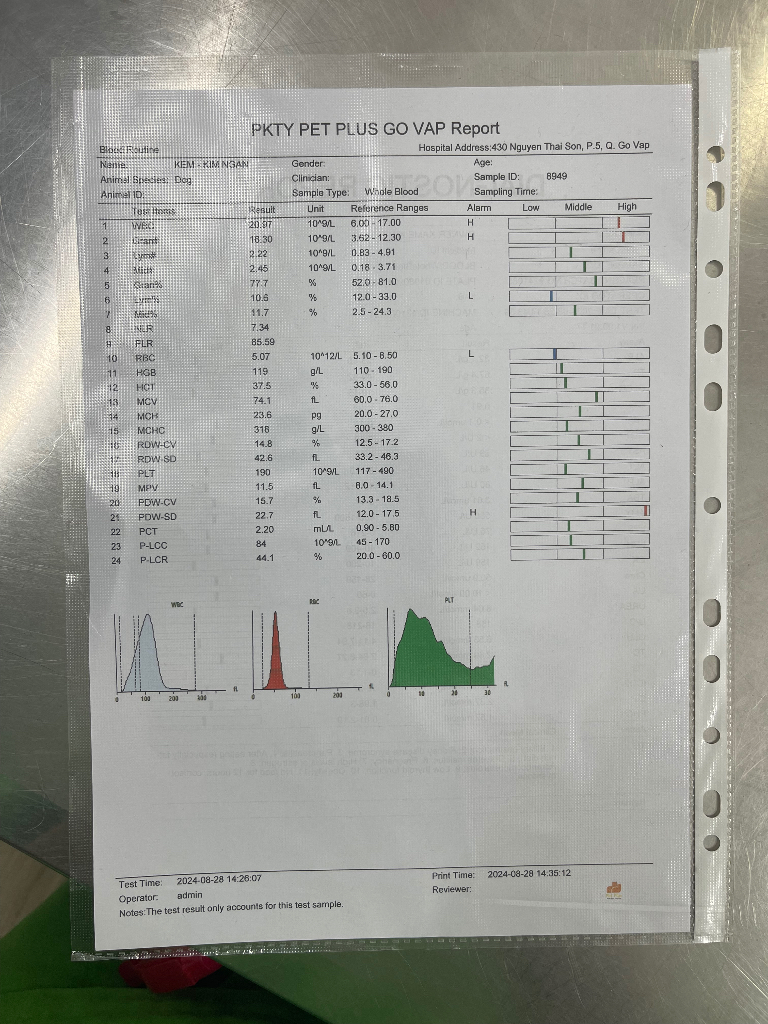 PKTY PET PLUS GO VAP Report
Blood Routine Hospital Address:430 Nguyen Thai Son, P.5, Q. Go Vap
Name: KEM - KIM NGAN Gender: Age:
Animal Species: Dog Clinician: Sample ID: 8949
Animal ID: Sample Type: Whole Blood Sampling Time:
Test Items Result Unit Reference Ranges Alarm Low Middle High
1 WBC 20.97 10^9/L 6.00 - 17.00 H
2 Gran# 16.30 10^9/L 3.62 - 12.30 H
3 Lym# 2.22 10^9/L 0.83 - 4.91
4 Mid# 2.45 10^9/L 0.18 - 3.71
5 Gran% 77.7 % 52.0 - 81.0
6 Lym% 10.6 % 12.0 - 33.0 L
7 Mid% 11.7 % 2.5 - 24.3
8 NLR 7.34
9 PLR 85.59
10 RBC 5.07 10^12/L 5.10 - 8.50 L
11 HGB 119 g/L 110 - 190
12 HCT 37.5 % 33.0 - 56.0
13 MCV 74.1 fL 60.0 - 76.0
14 MCH 23.6 pg 20.0 - 27.0
15 MCHC 318 g/L 300 - 380
16 RDW-CV 14.8 % 12.5 - 17.2
17 RDW-SD 42.6 fL 33.2 - 46.3
18 PLT 190 10^9/L 117 - 490
19 MPV 11.5 fL 8.0 - 14.1
20 PDW-CV 15.7 % 13.3 - 18.5
21 PDW-SD 22.7 fL 12.0 - 17.5 H
22 PCT 2.20 mL/L 0.90 - 5.80
23 P-LCC 84 10^9/L 45 - 170
24 P-LCR 44.1 % 20.0 - 60.0
WBC RBC PLT
0 100 200 300 fL 0 100 200 fL 0 10 20 30 fL
Test Time: 2024-08-28 14:26:07 Print Time: 2024-08-28 14:35:12
Operator: admin Reviewer:
Notes:The test result only accounts for this test sample.